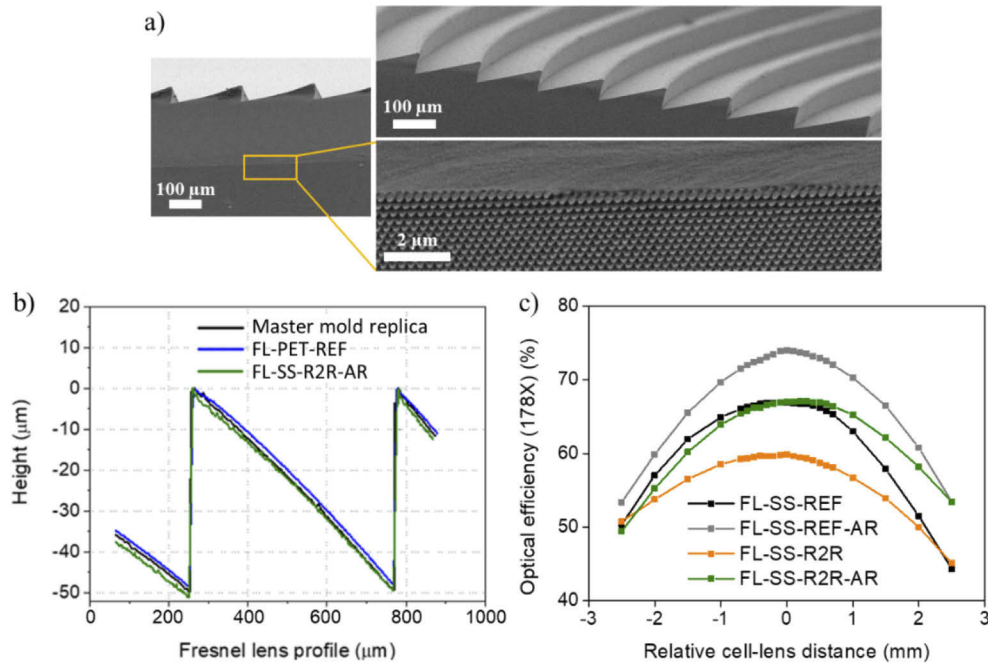 a)
100 µm
100 µm
2 µm
b)
20
10
0
-10
-20
-30
-40
-50
Height (µm)
Master mold replica
FL-PET-REF
FL-SS-R2R-AR
0 200 400 600 800 1000
Fresnel lens profile (µm)
c)
80
70
60
50
40
Optical efficiency (178X) (%)
FL-SS-REF
FL-SS-REF-AR
FL-SS-R2R
FL-SS-R2R-AR
-3 -2 -1 0 1 2 3
Relative cell-lens distance (mm)